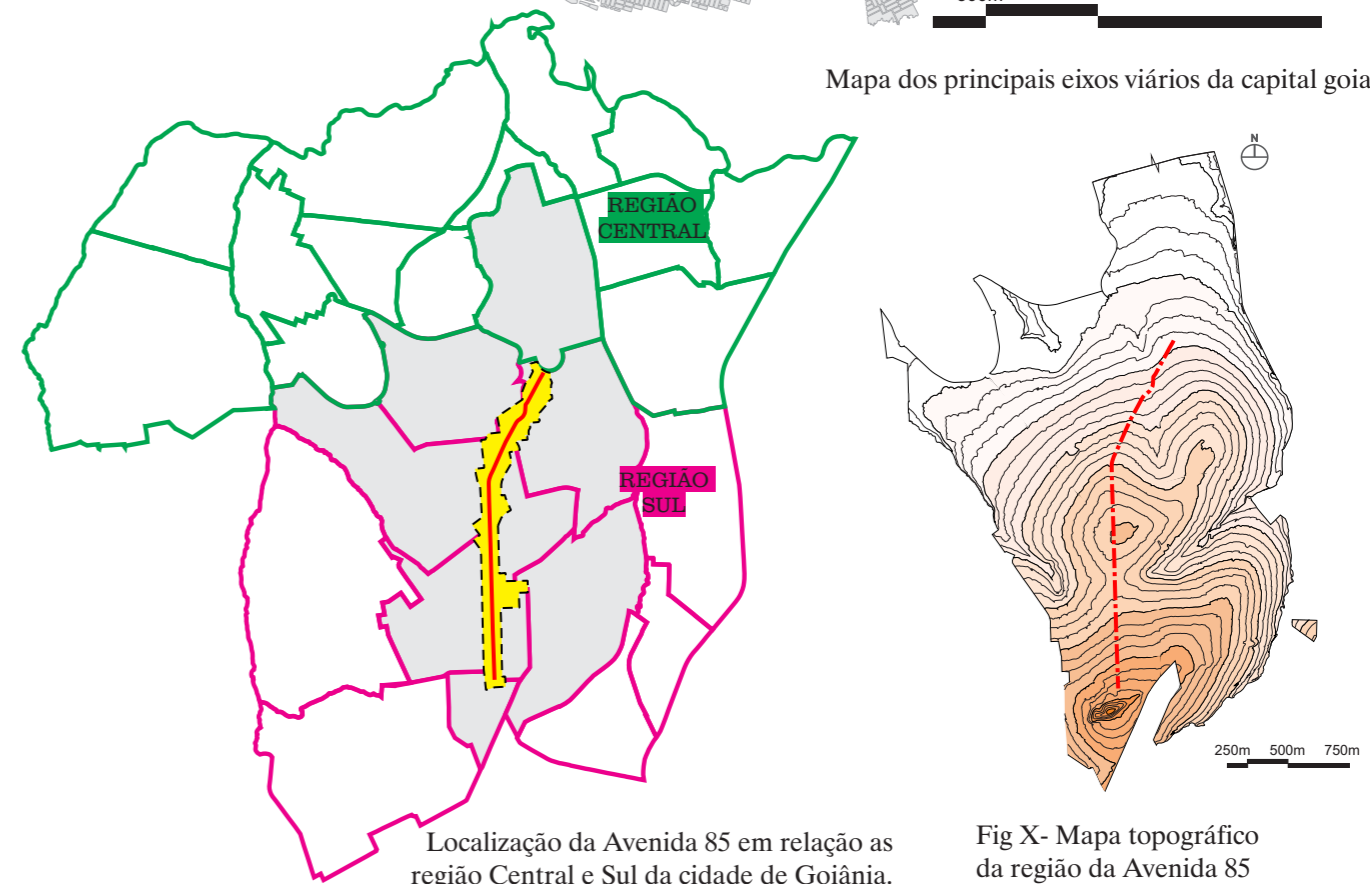 Mapa dos principais eixos viários da capital goia
N
REGIÃO
CENTRAL
REGIÃO
SUL
250m 500m 750m
Localização da Avenida 85 em relação as
região Central e Sul da cidade de Goiânia.
Fig X- Mapa topográfico
da região da Avenida 85